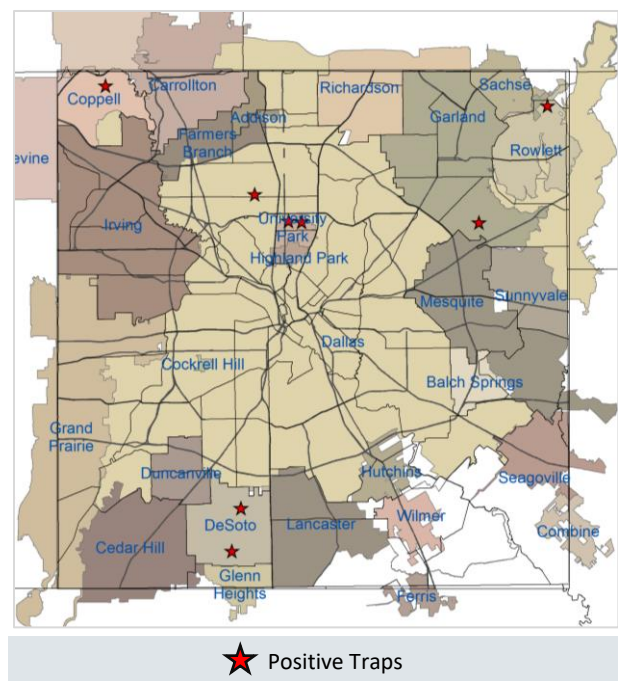 Coppell
Carrollton
Richardson
Sachse
Addison
Garland
Farmers
Branch
Rowlett
evine
Irving
University
Park
Highland Park
Mesquite
Sunnyvale
Dallas
Cockrell Hill
Balch Springs
Grand
Prairie
Duncanville
Hutchins
Seagoville
DeSoto
Lancaster
Wilmer
Combine
Cedar Hill
Glenn
Heights
Ferris
Positive Traps